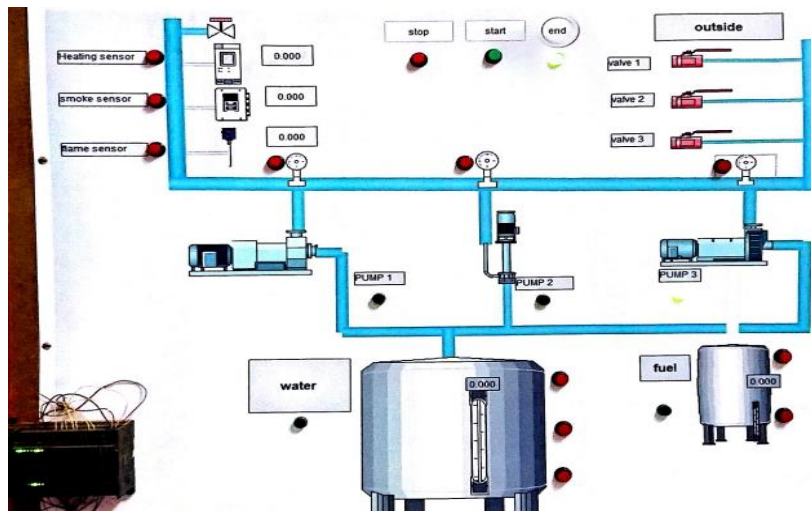 stop
start
end
outside
Heating sensor
0.000
valve 1
smoke sensor
0.000
valve 2
flame sensor
0.000
valve 3
PUMP 1
PUMP 2
PUMP 3
water
0.000
fuel
0.000